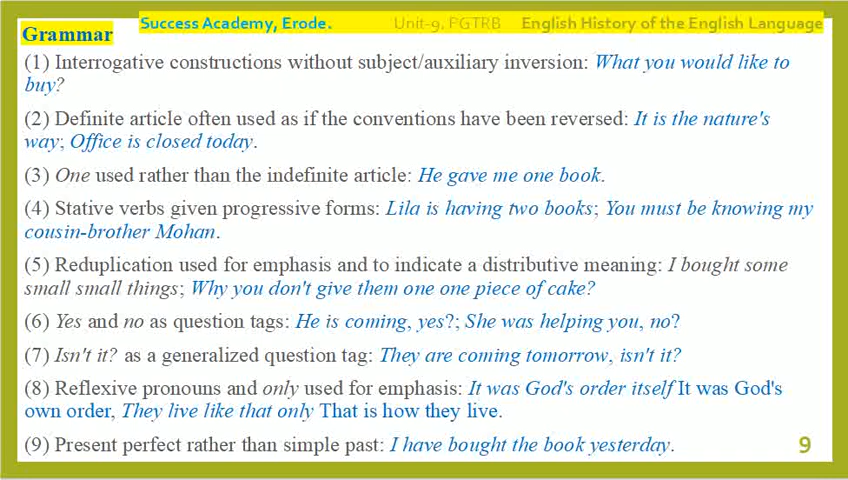 Success Academy, Erode. Unit-9, PGTRB English History of the English Language
Grammar
(1) Interrogative constructions without subject/auxiliary inversion: What you would like to
buy?
(2) Definite article often used as if the conventions have been reversed: It is the nature's
way; Office is closed today.
(3) One used rather than the indefinite article: He gave me one book.
(4) Stative verbs given progressive forms: Lila is having two books; You must be knowing my
cousin-brother Mohan.
(5) Reduplication used for emphasis and to indicate a distributive meaning: I bought some
small small things; Why you don't give them one one piece of cake?
(6) Yes and no as question tags: He is coming, yes?; She was helping you, no?
(7) Isn't it? as a generalized question tag: They are coming tomorrow, isn't it?
(8) Reflexive pronouns and only used for emphasis: It was God's order itself It was God's
own order, They live like that only That is how they live.
(9) Present perfect rather than simple past: I have bought the book yesterday.
9